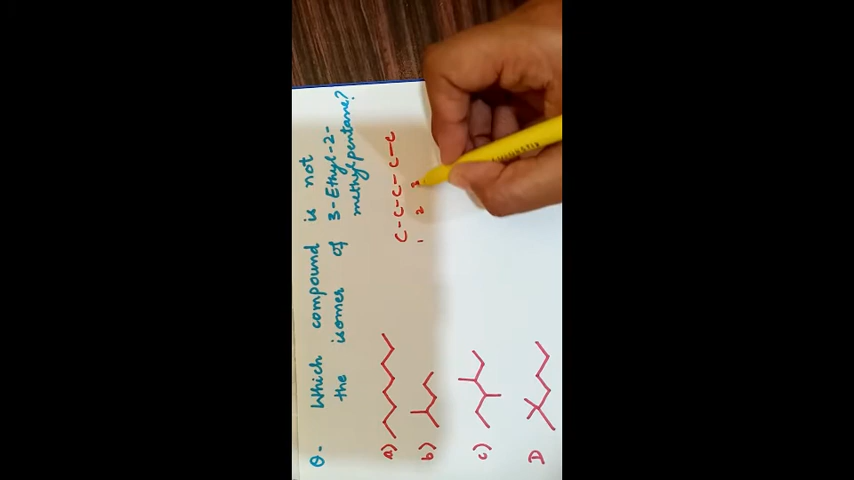 Q- Which compound is not
the isomer of 3-Ethyl-2-
methylpentane?
C-C-C-C-C
1 2 3
a)
b)
c)
D